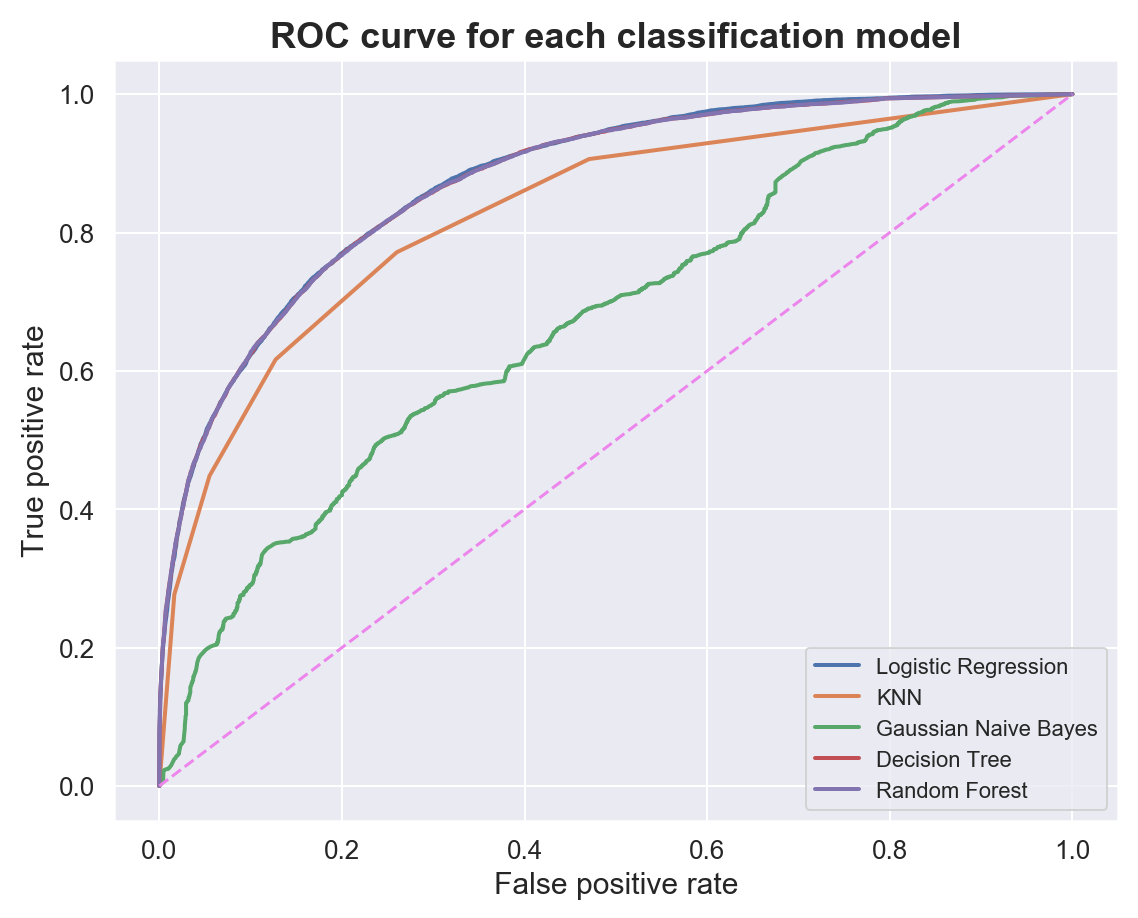 ROC curve for each classification model
True positive rate
1.0
0.8
0.6
0.4
0.2
0.0
0.0 0.2 0.4 0.6 0.8 1.0
False positive rate
Logistic Regression
KNN
Gaussian Naive Bayes
Decision Tree
Random Forest